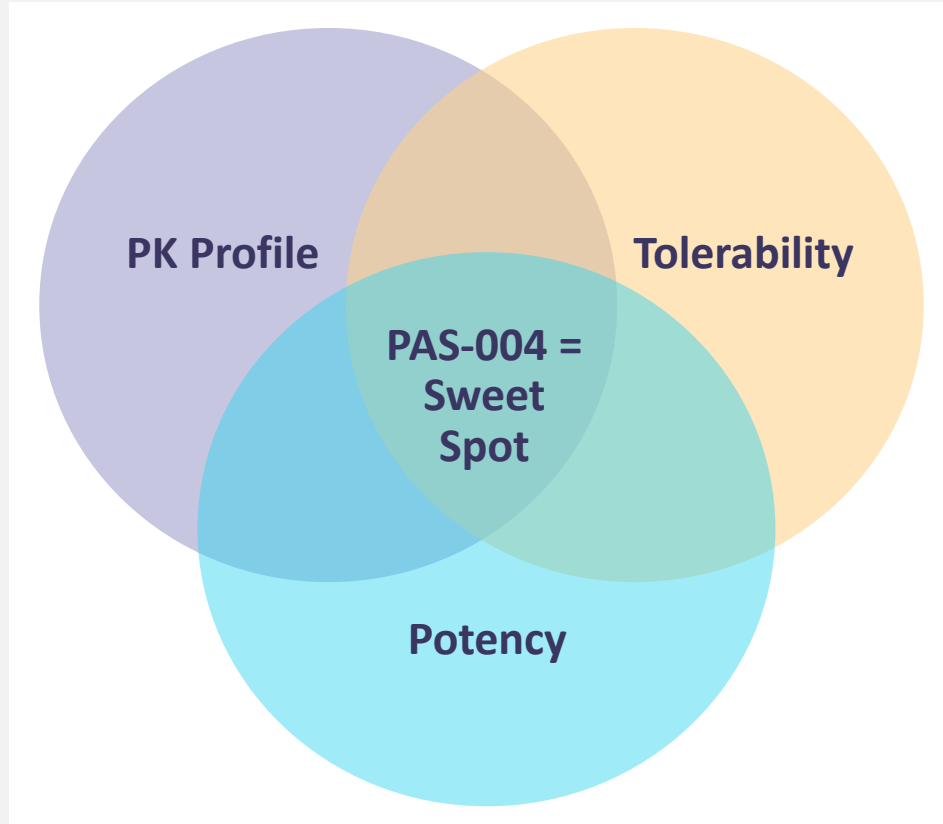 PK Profile
Tolerability
PAS-004 =
Sweet
Spot
Potency